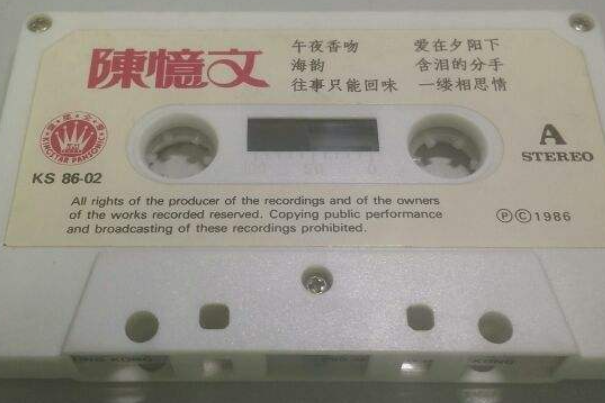 陳憶文
午夜香吻 爱在夕阳下
海韵 含泪的分手
往事只能回味 一缕相思情
KS 86-02
A
STEREO
All rights of the producer of the recordings and of the owners
of the works recorded reserved. Copying public performance
and broadcasting of these recordings prohibited.
ⓅⒸ1986